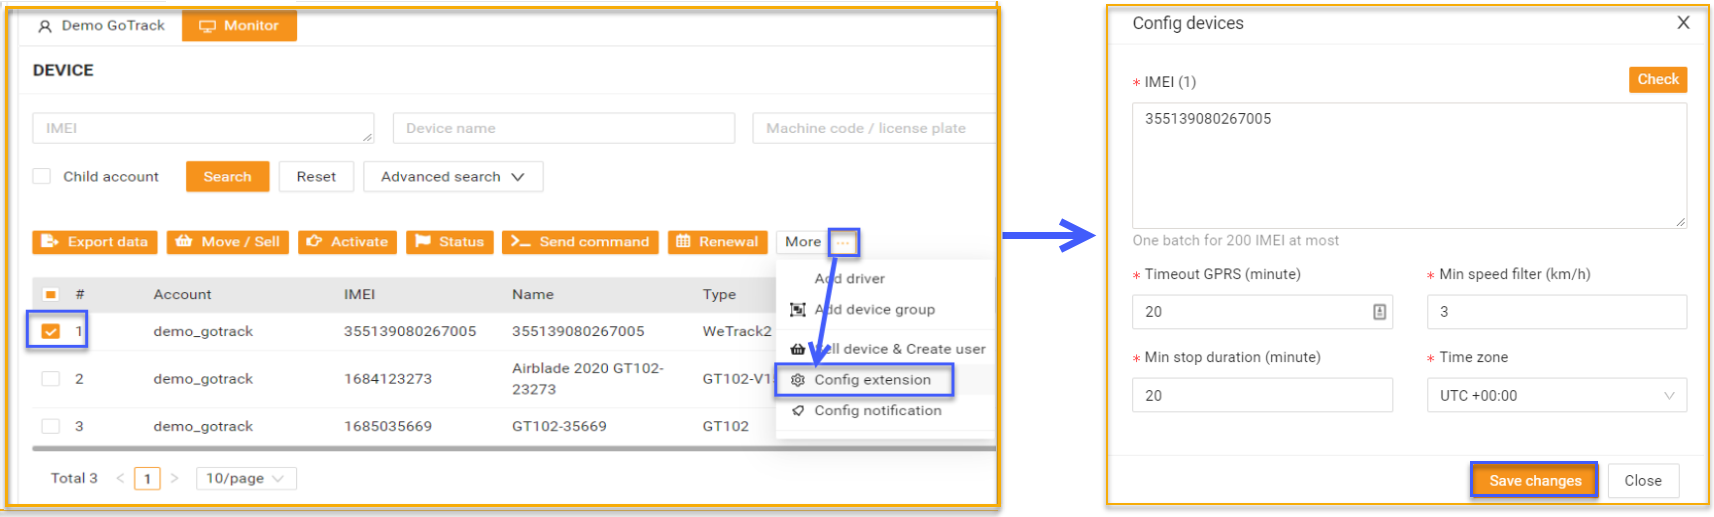 Demo GoTrack Monitor
DEVICE
IMEI Device name Machine code / license plate
Child account Search Reset Advanced search
Export data Move / Sell Activate Status Send command Renewal More ···
# Account IMEI Name Type
1 demo_gotrack 355139080267005 355139080267005 WeTrack2
2 demo_gotrack 1684123273 Airblade 2020 GT102-
23273 GT102-V1
3 demo_gotrack 1685035669 GT102-35669 GT102
Add driver
Add device group
Sell device & Create user
Config extension
Config notification
Total 3 < 1 > 10/page
Config devices X
* IMEI (1) Check
355139080267005
One batch for 200 IMEI at most
* Timeout GPRS (minute) * Min speed filter (km/h)
20 3
* Min stop duration (minute) * Time zone
20 UTC +00:00
Save changes Close